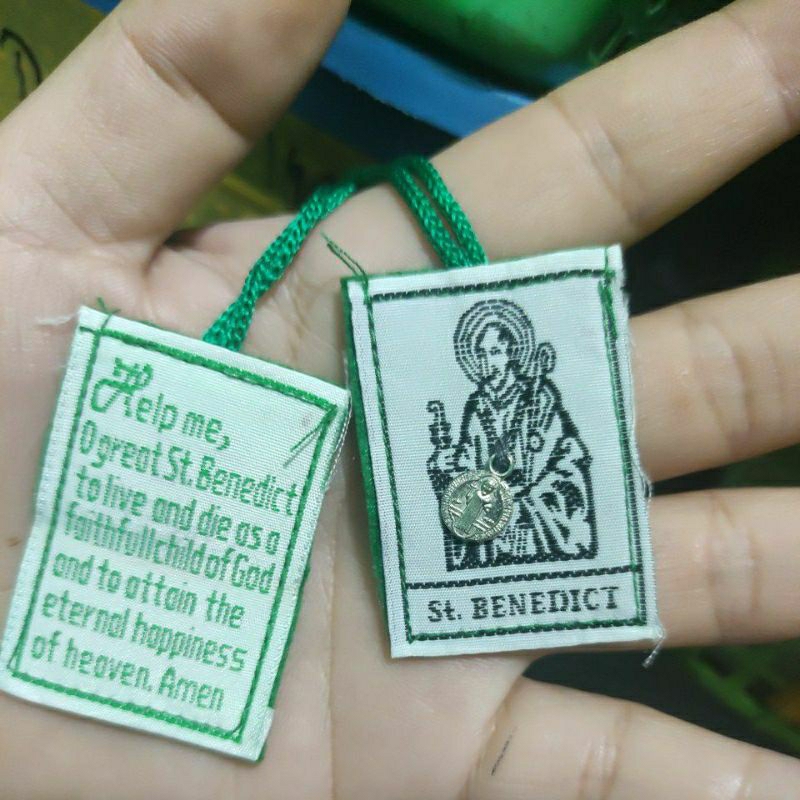 Help me,
O great St. Benedict
to live and die as a
faithfull child of God
and to attain the
eternal happiness
of heaven. Amen
St. BENEDICT